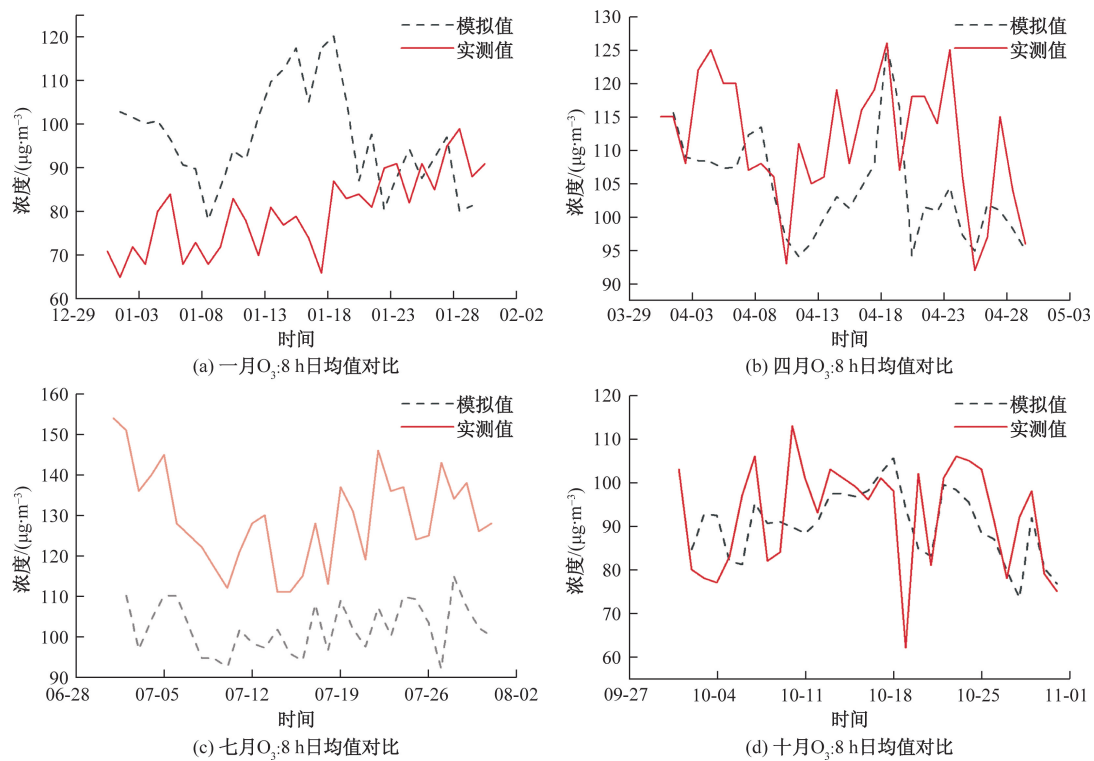 120
110
100
90
80
70
60
浓度/(μg·m⁻³)
模拟值
实测值
12-29 01-03 01-08 01-13 01-18 01-23 01-28 02-02
时间
(a) 一月O₃:8 h日均值对比
130
125
120
115
110
105
100
95
90
浓度/(μg·m⁻³)
模拟值
实测值
03-29 04-03 04-08 04-13 04-18 04-23 04-28 05-03
时间
(b) 四月O₃:8 h日均值对比
160
150
140
130
120
110
100
90
浓度/(μg·m⁻³)
模拟值
实测值
06-28 07-05 07-12 07-19 07-26 08-02
时间
(c) 七月O₃:8 h日均值对比
120
110
100
90
80
70
60
浓度/(μg·m⁻³)
模拟值
实测值
09-27 10-04 10-11 10-18 10-25 11-01
时间
(d) 十月O₃:8 h日均值对比